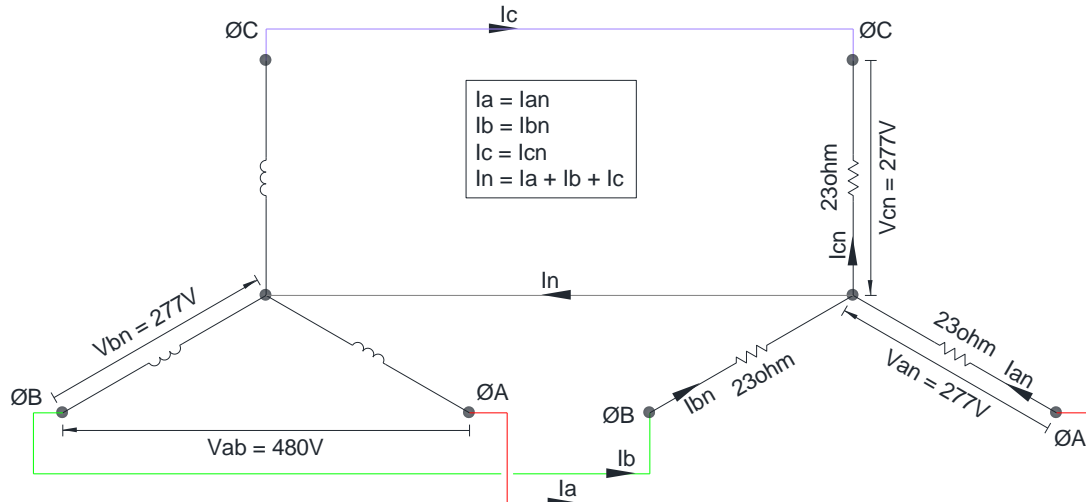 Ic
ØC
ØC
Ia = Ian
Ib = Ibn
Ic = Icn
In = Ia + Ib + Ic
23ohm
Vcn = 277V
Icn
In
Vbn = 277V
23ohm
Van = 277V
Ian
ØB
ØA
Ibn
23ohm
ØB
ØA
Vab = 480V
Ib
Ia